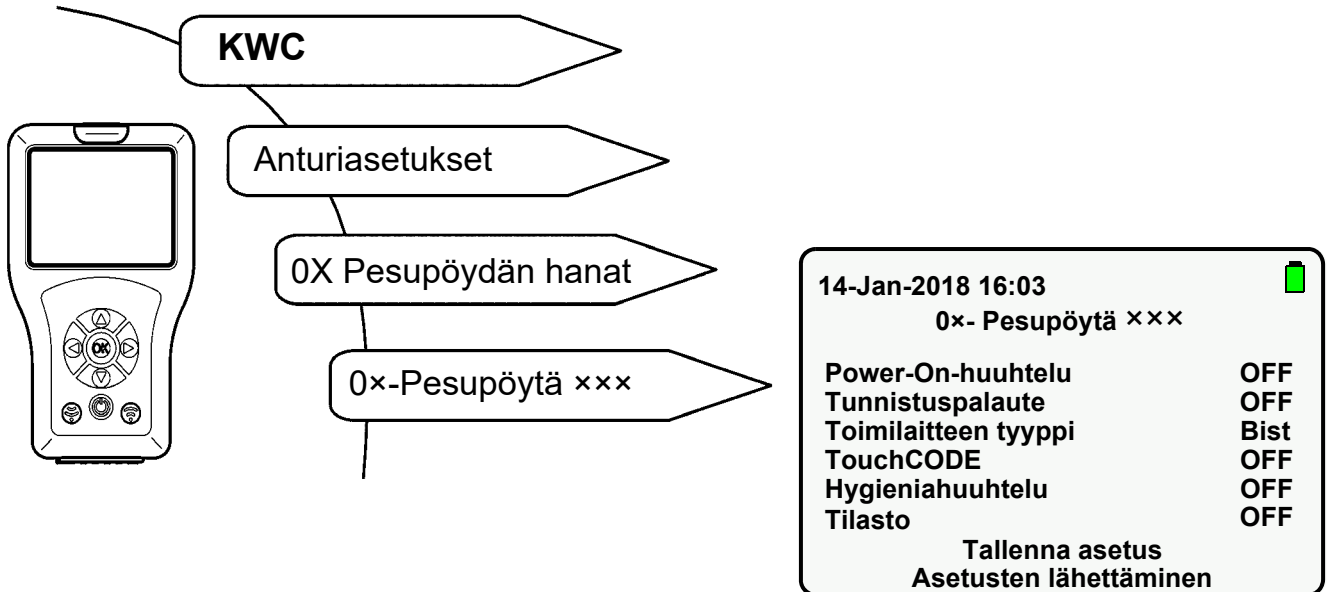 KWC
Anturiasetukset
0X Pesupöydän hanat
0×-Pesupöytä ×××
OK
14-Jan-2018 16:03
0×- Pesupöytä ×××
Power-On-huuhtelu OFF
Tunnistuspalaute OFF
Toimilaitteen tyyppi Bist
TouchCODE OFF
Hygieniahuuhtelu OFF
Tilasto OFF
Tallenna asetus
Asetusten lähettäminen